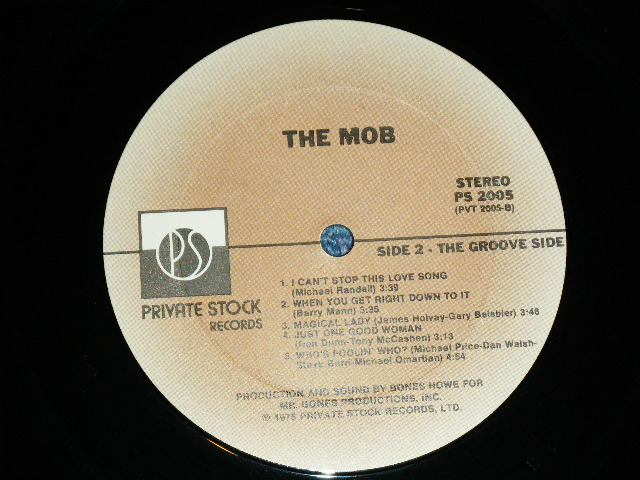 THE MOB
STEREO
PS 2005
(PVT 2005-B)
PS
SIDE 2 - THE GROOVE SIDE
PRIVATE STOCK
RECORDS
1. I CAN'T STOP THIS LOVE SONG
(Michael Randell) 3:39
2. WHEN YOU GET RIGHT DOWN TO IT
(Barry Mann) 3:35
3. MAGICAL LADY (James Holvay-Gary Beisbier) 3:48
4. JUST ONE GOOD WOMAN
(Don Dunn-Tony McCashen) 3:13
5. WHO'S FOOLIN' WHO? (Michael Price-Dan Walsh-
Steve Barri-Michael Omartian) 4:54
PRODUCTION AND SOUND BY BONES HOWE FOR
MR. BONES PRODUCTIONS, INC.
℗ 1975 PRIVATE STOCK RECORDS, LTD.